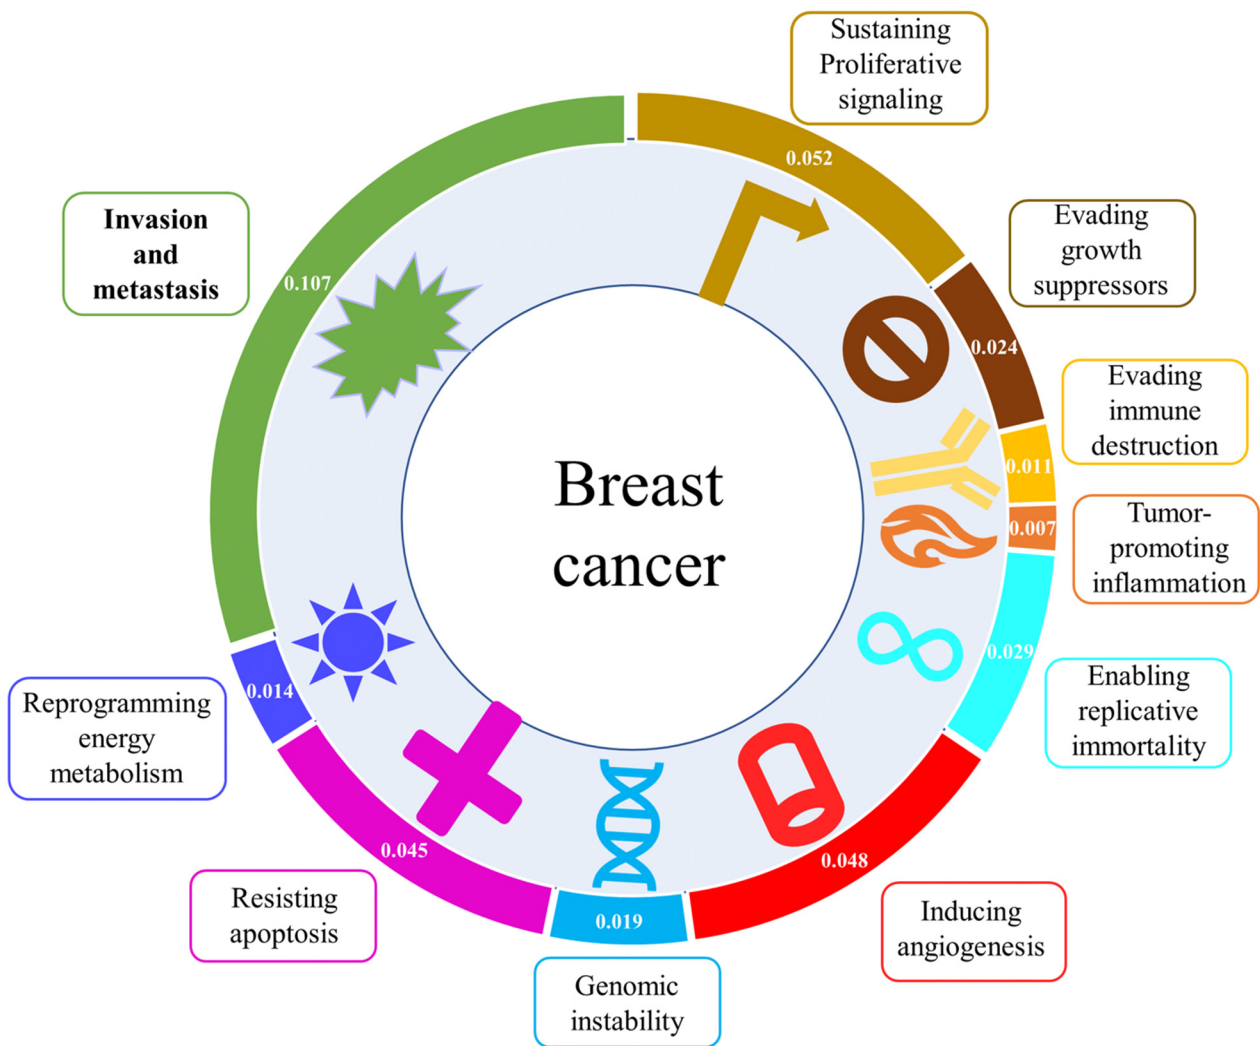 Sustaining
Proliferative
signaling
0.052
Evading
growth
suppressors
0.024
Evading
immune
destruction
0.011
Tumor-
promoting
inflammation
0.007
Enabling
replicative
immortality
0.029
Inducing
angiogenesis
0.048
Genomic
instability
0.019
Resisting
apoptosis
0.045
Reprogramming
energy
metabolism
0.014
Invasion
and
metastasis
0.107
Breast
cancer